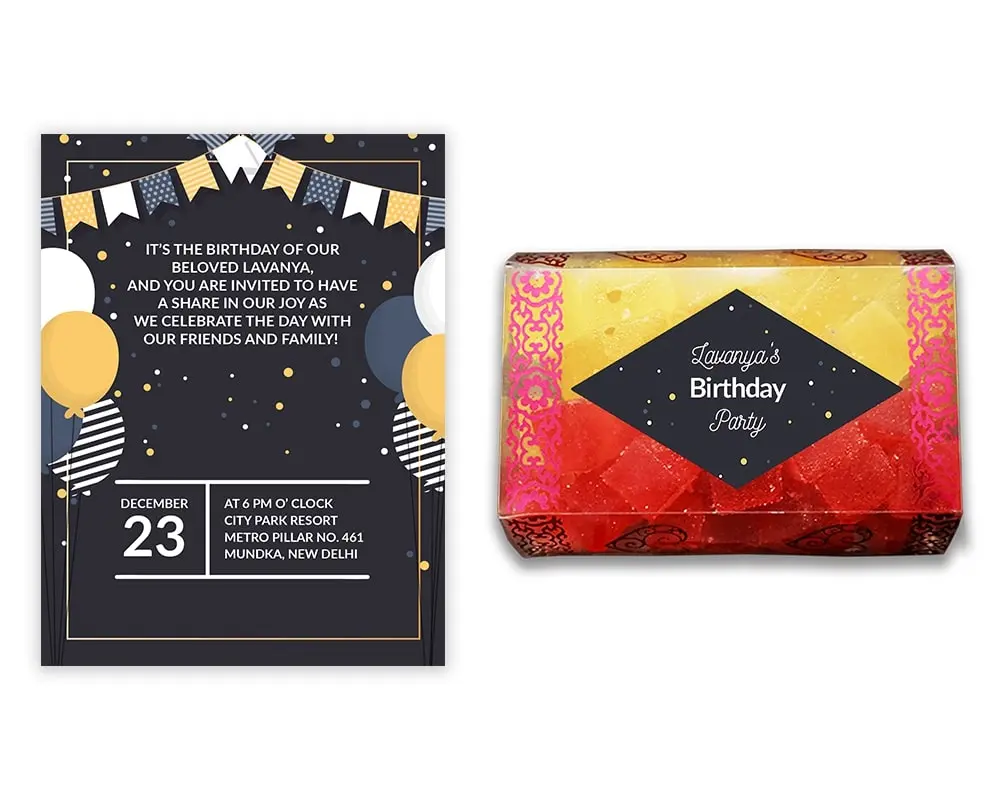 IT'S THE BIRTHDAY OF OUR
BELOVED LAVANYA,
AND YOU ARE INVITED TO HAVE
A SHARE IN OUR JOY AS
WE CELEBRATE THE DAY WITH
OUR FRIENDS AND FAMILY!
DECEMBER
23
AT 6 PM O' CLOCK
CITY PARK RESORT
METRO PILLAR NO. 461
MUNDKA, NEW DELHI
Lavanya's
Birthday
Party